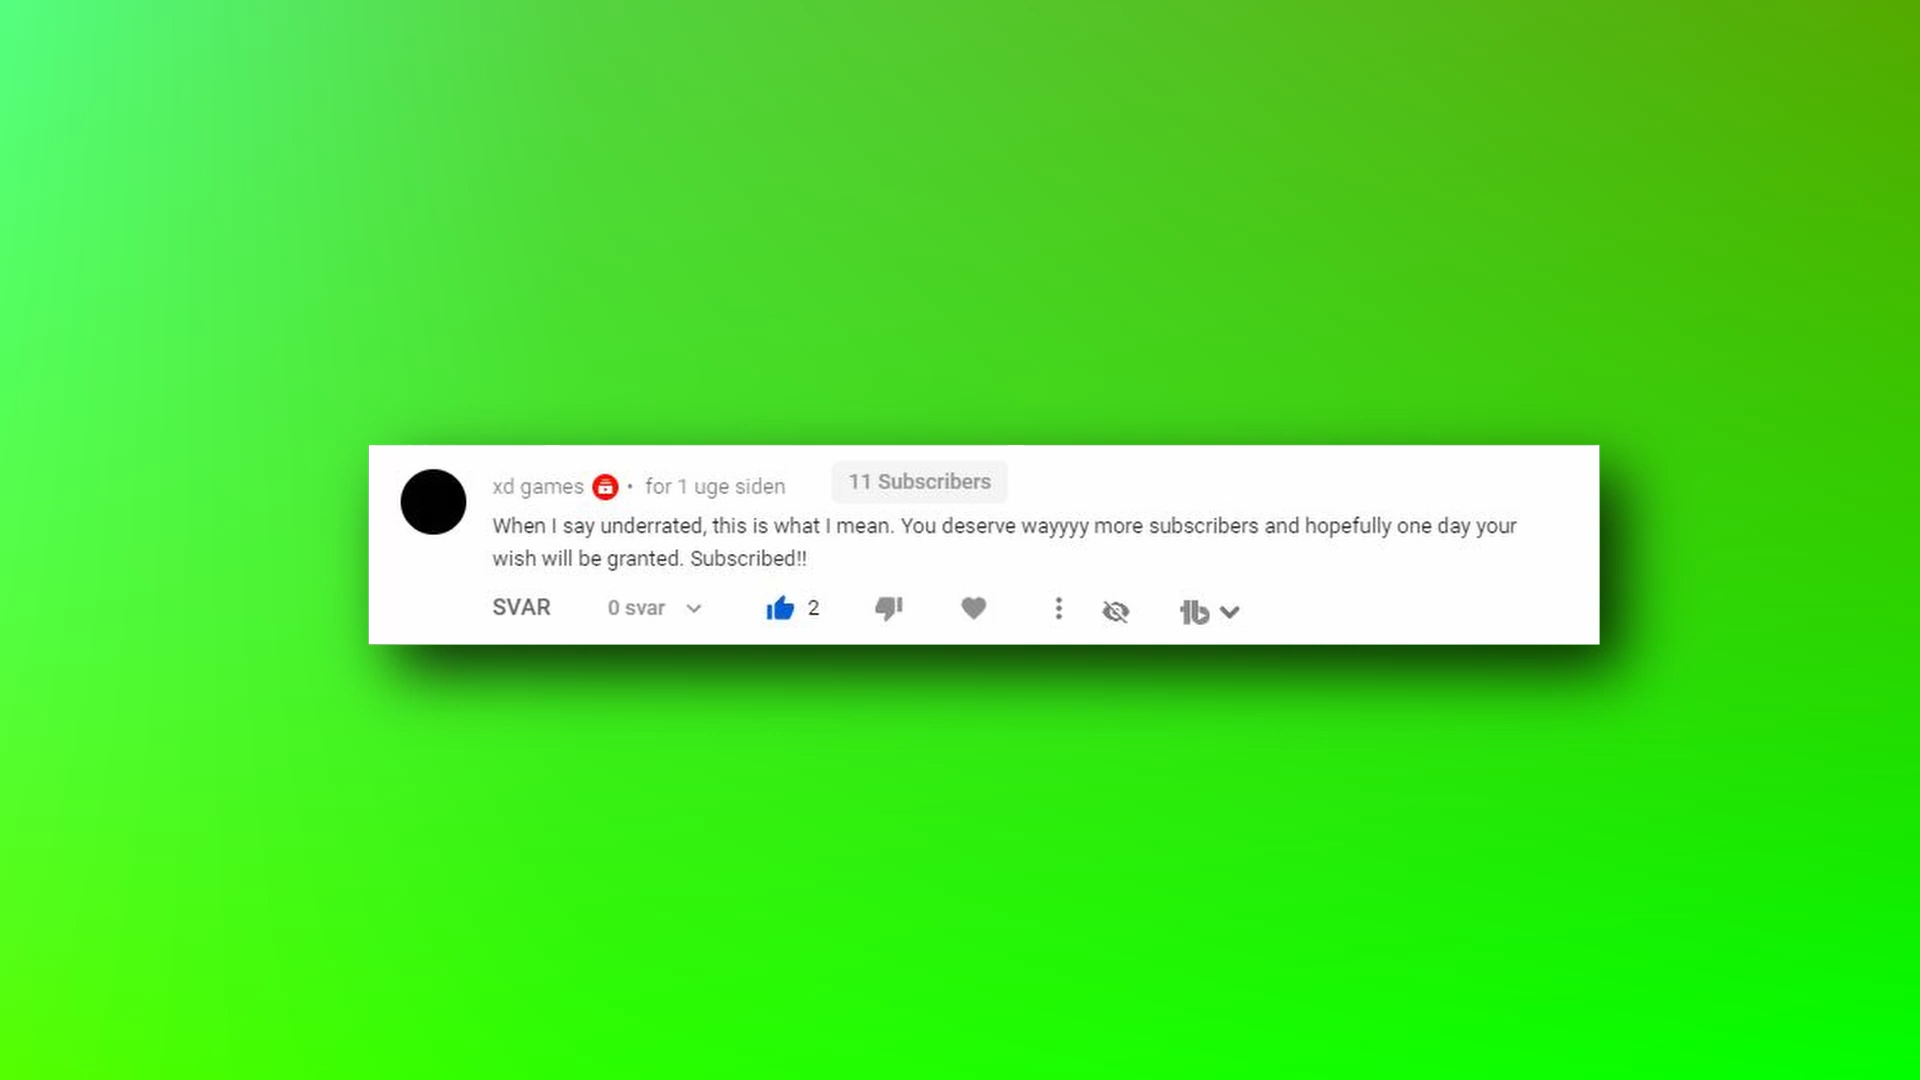 xd games • for 1 uge siden 11 Subscribers
When I say underrated, this is what I mean. You deserve wayyyy more subscribers and hopefully one day your
wish will be granted. Subscribed!!
SVAR 0 svar 2